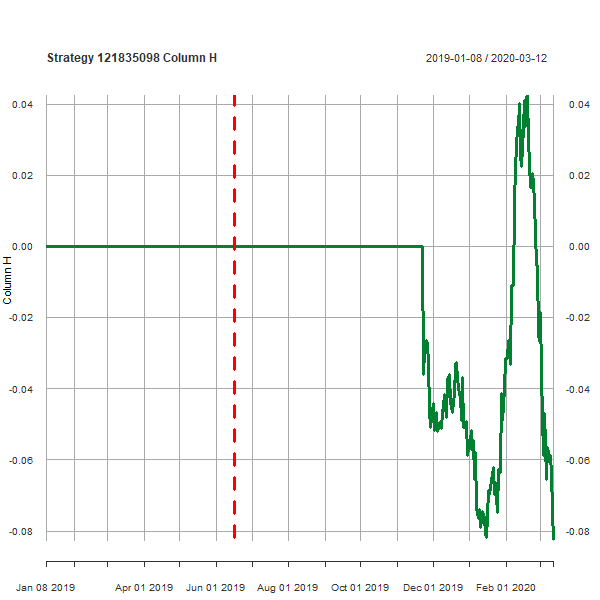 Strategy 121835098 Column H
2019-01-08 / 2020-03-12
0.04
0.02
0.00
-0.02
-0.04
-0.06
-0.08
Column H
0.04
0.02
0.00
-0.02
-0.04
-0.06
-0.08
Jan 08 2019
Apr 01 2019
Jun 01 2019
Aug 01 2019
Oct 01 2019
Dec 01 2019
Feb 01 2020